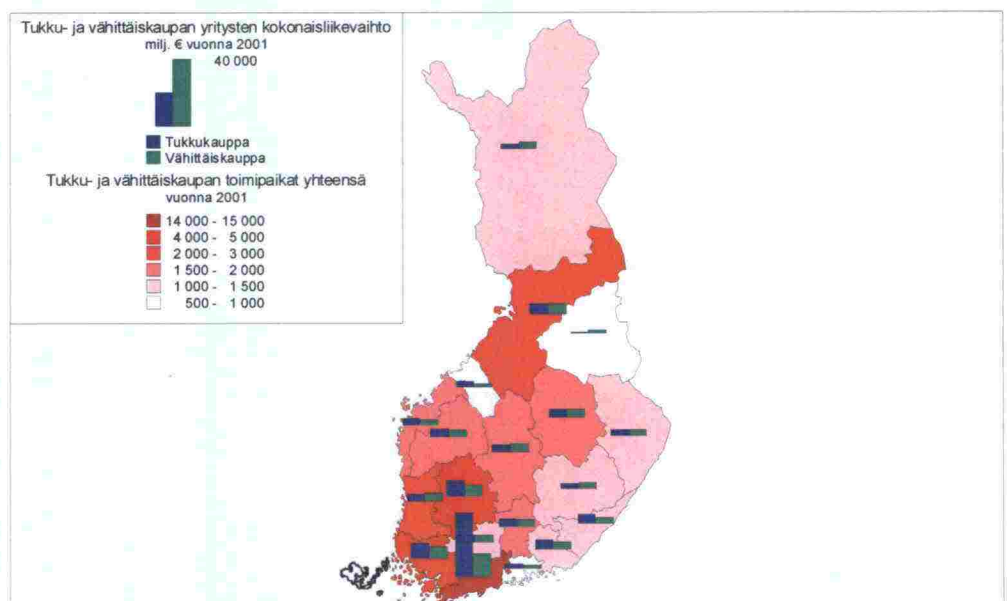 Tukku- ja vähittäiskaupan yritysten kokonaisliikevaihto
milj. € vuonna 2001
40 000
Tukkukauppa
Vähittäiskauppa
Tukku- ja vähittäiskaupan toimipaikat yhteensä
vuonna 2001
14 000 - 15 000
4 000 - 5 000
2 000 - 3 000
1 500 - 2 000
1 000 - 1 500
500 - 1 000